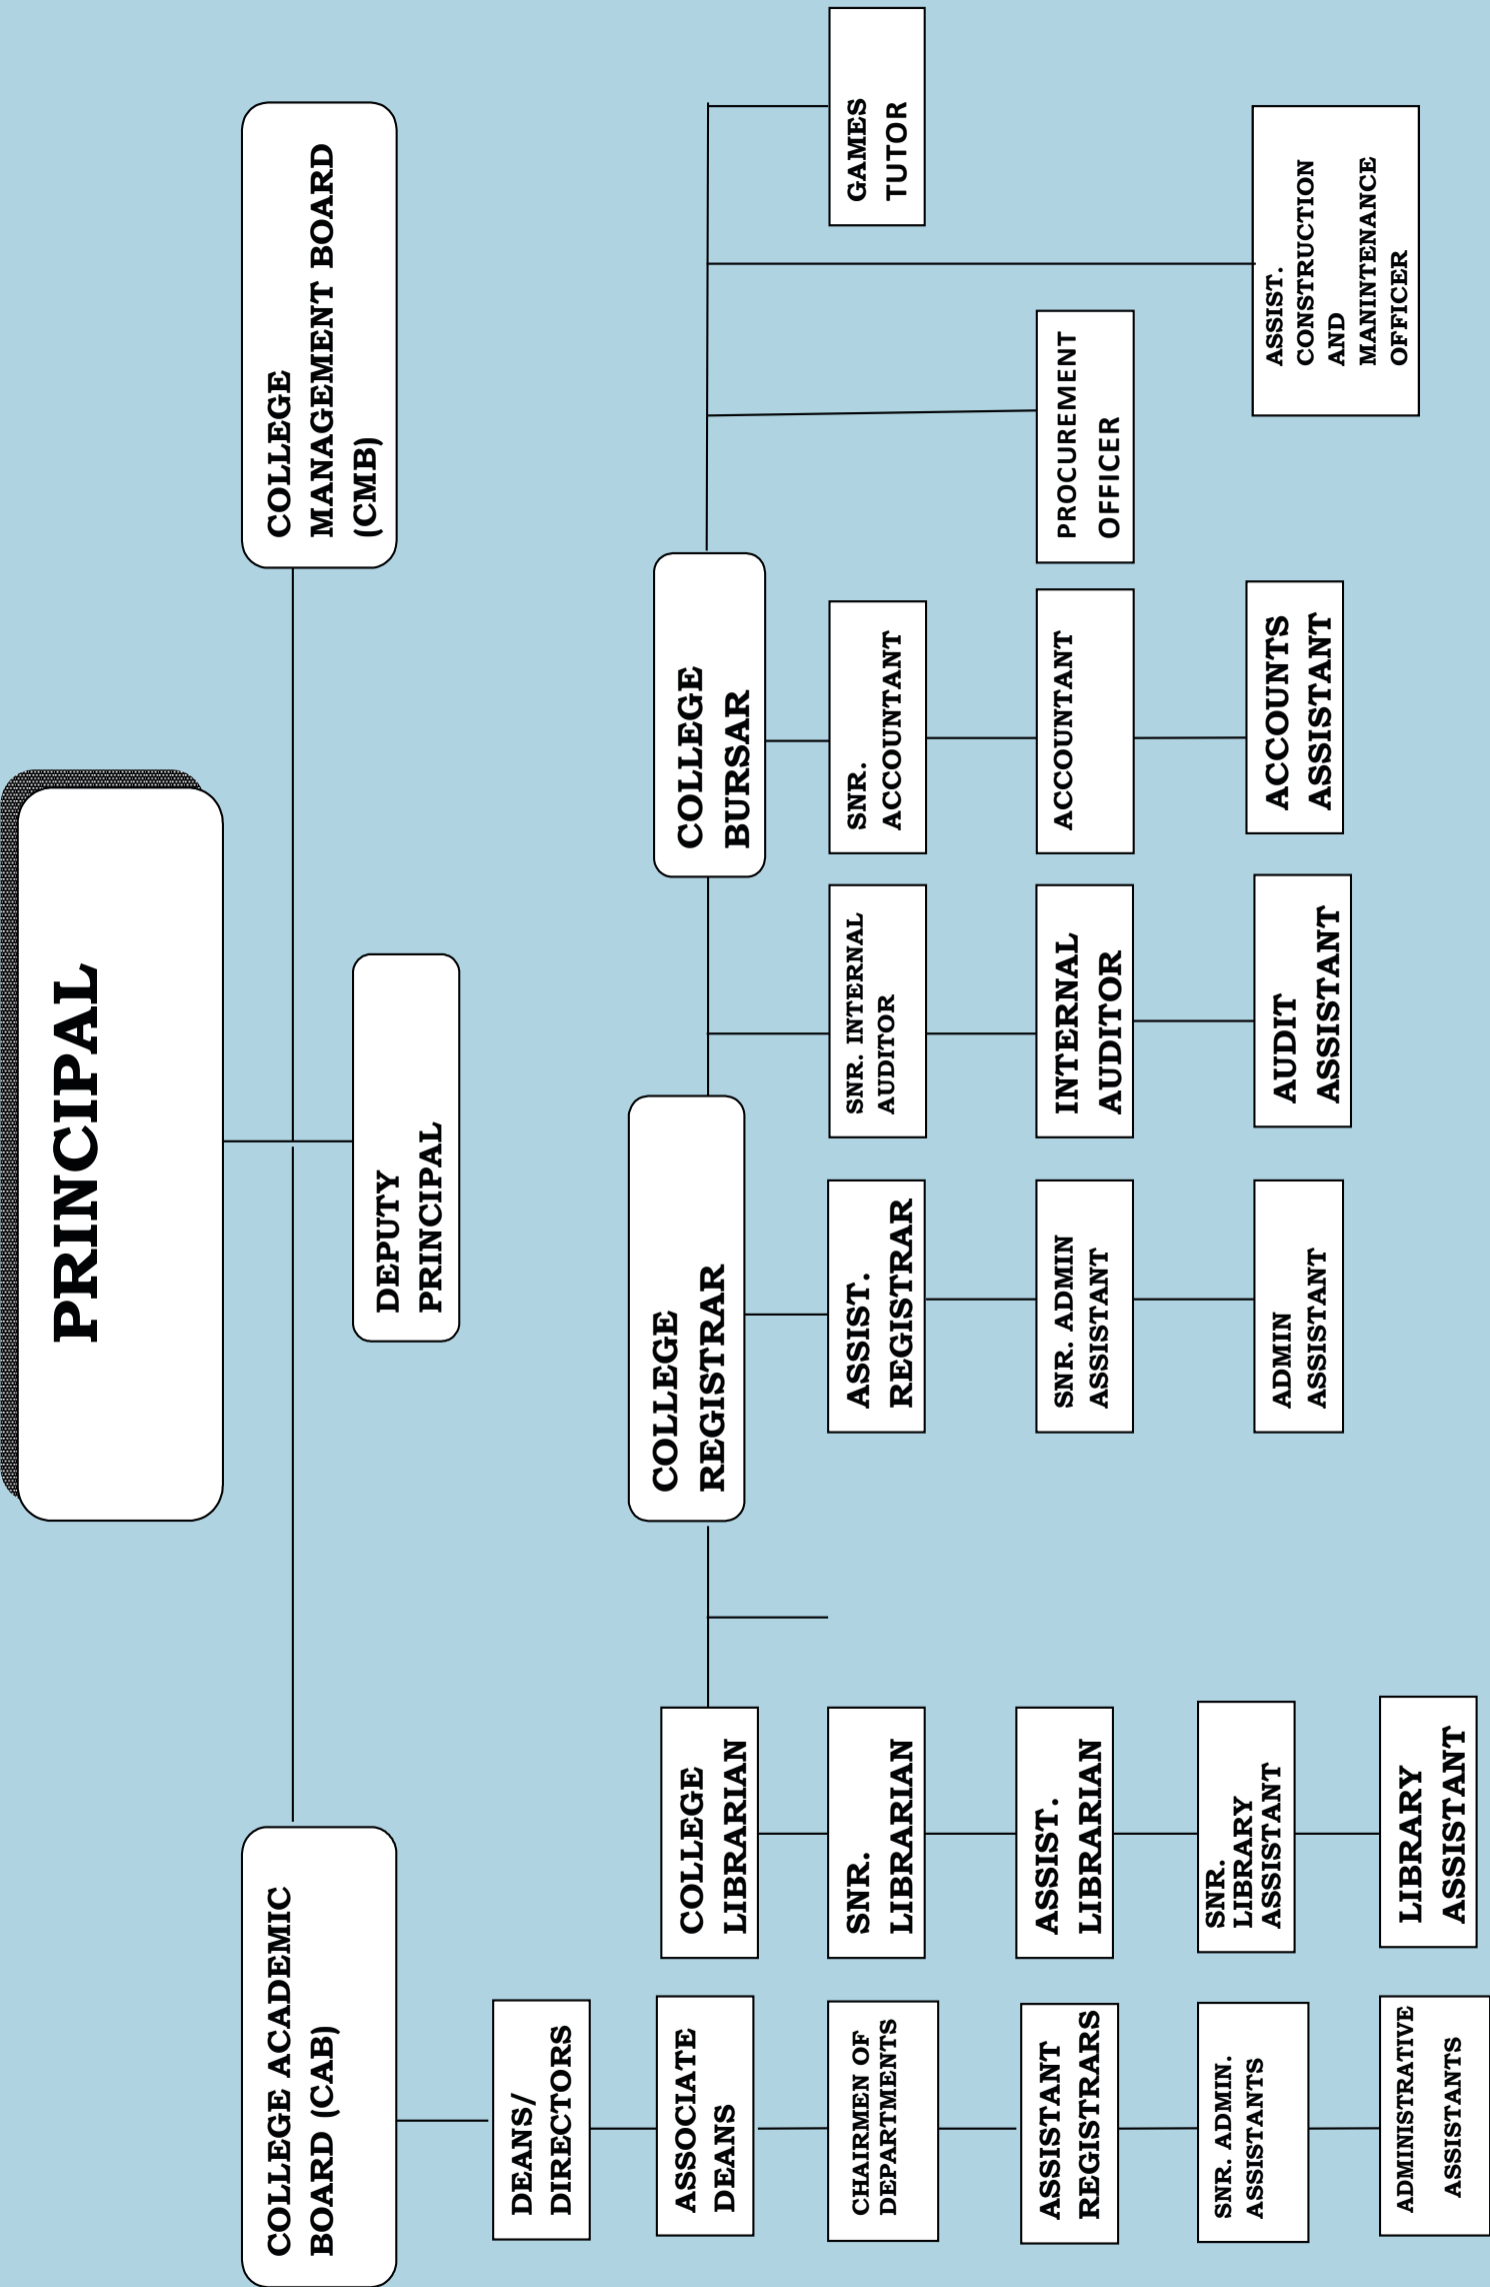 PRINCIPAL
COLLEGE ACADEMIC
BOARD (CAB)
COLLEGE
MANAGEMENT BOARD
(CMB)
DEPUTY
PRINCIPAL
DEANS/
DIRECTORS
ASSOCIATE
DEANS
CHAIRMEN OF
DEPARTMENTS
ASSISTANT
REGISTRARS
SNR. ADMIN.
ASSISTANTS
ADMINISTRATIVE
ASSISTANTS
COLLEGE
LIBRARIAN
SNR.
LIBRARIAN
ASSIST.
LIBRARIAN
SNR.
LIBRARY
ASSISTANT
LIBRARY
ASSISTANT
COLLEGE
REGISTRAR
ASSIST.
REGISTRAR
SNR. ADMIN
ASSISTANT
ADMIN
ASSISTANT
SNR. INTERNAL
AUDITOR
INTERNAL
AUDITOR
AUDIT
ASSISTANT
COLLEGE
BURSAR
SNR.
ACCOUNTANT
ACCOUNTANT
ACCOUNTS
ASSISTANT
PROCUREMENT
OFFICER
ASSIST.
CONSTRUCTION
AND
MANINTENANCE
OFFICER
GAMES
TUTOR